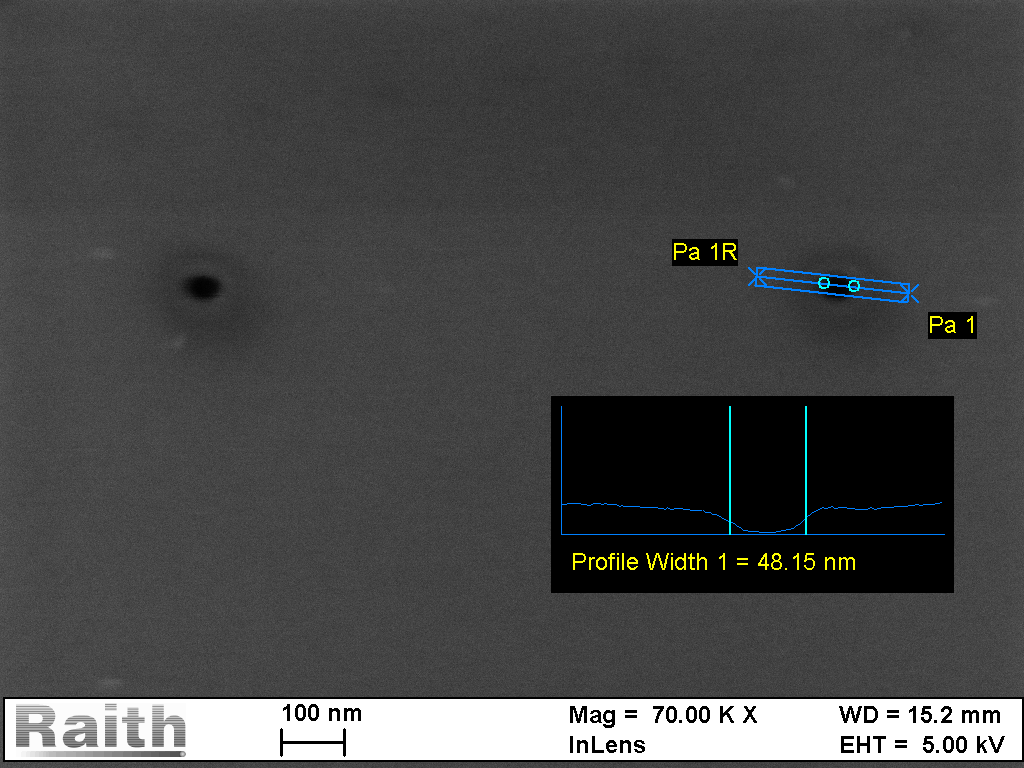 Pa 1R
Pa 1
Profile Width 1 = 48.15 nm
Raith
100 nm
Mag = 70.00 K X
WD = 15.2 mm
InLens
EHT = 5.00 kV